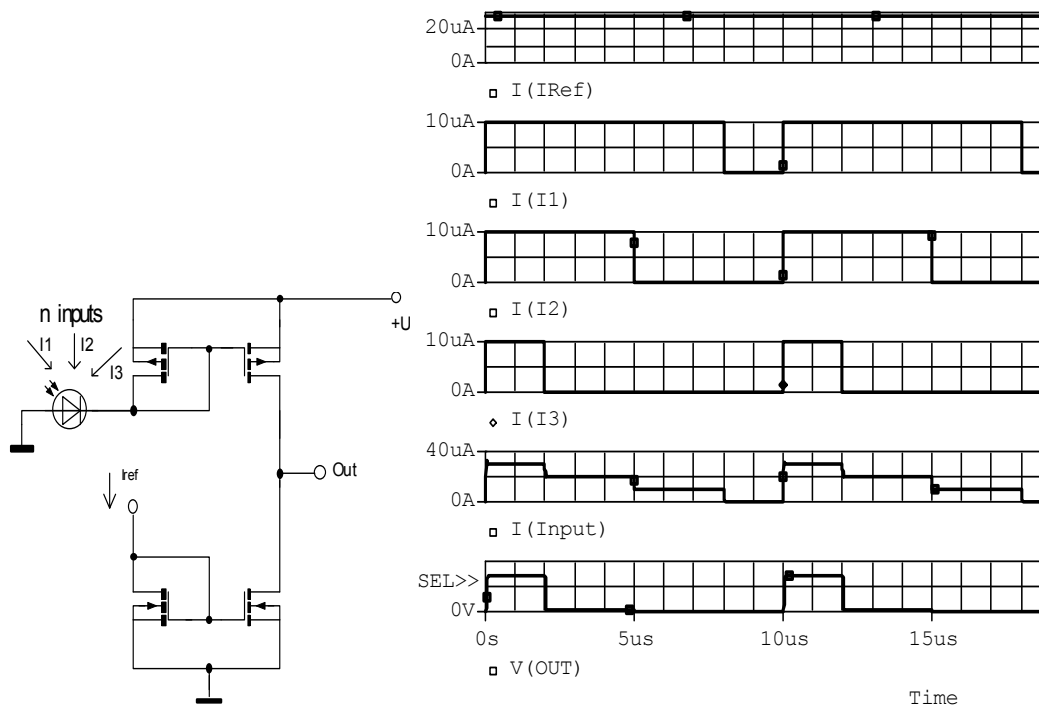 n inputs
I1
I2
I3
+U
Out
Iref
20uA
0A
I(IRef)
10uA
0A
I(I1)
10uA
0A
I(I2)
10uA
0A
I(I3)
40uA
0A
I(Input)
SEL>>
0V
0s 5us 10us 15us
V(OUT)
Time